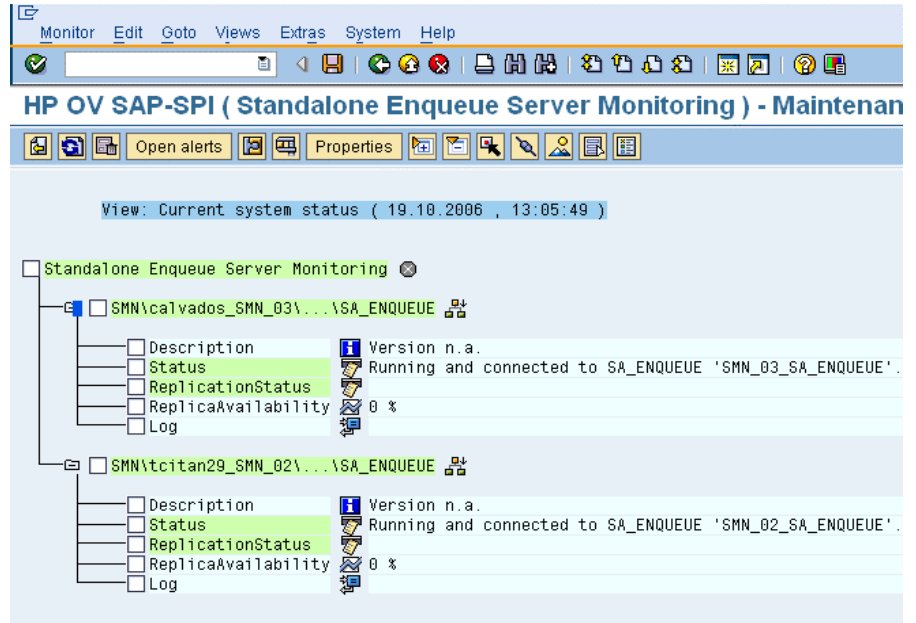 Monitor Edit Goto Views Extras System Help
HP OV SAP-SPI ( Standalone Enqueue Server Monitoring ) - Maintenan
Open alerts Properties
View: Current system status ( 19.10.2006 , 13:05:49 )
Standalone Enqueue Server Monitoring
SMN\calvados_SMN_03\...\SA_ENQUEUE
Description Version n.a.
Status Running and connected to SA_ENQUEUE 'SMN_03_SA_ENQUEUE'.
ReplicationStatus
ReplicaAvailability 0 %
Log
SMN\tcitan29_SMN_02\...\SA_ENQUEUE
Description Version n.a.
Status Running and connected to SA_ENQUEUE 'SMN_02_SA_ENQUEUE'.
ReplicationStatus
ReplicaAvailability 0 %
Log